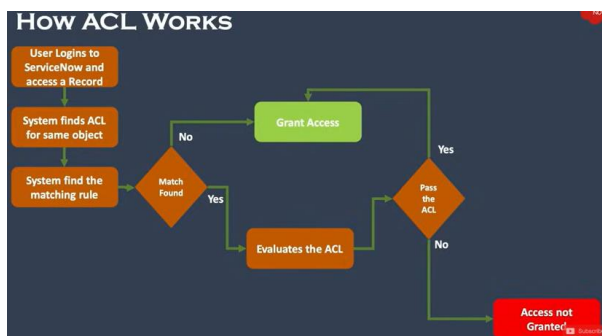 How ACL Works
User Logins to
ServiceNow and
access a Record
System finds ACL
for same object
System find the
matching rule
No
Match
Found
Yes
Grant Access
Evaluates the ACL
Yes
Pass
the
ACL
No
Access not
Granted
Subscribe